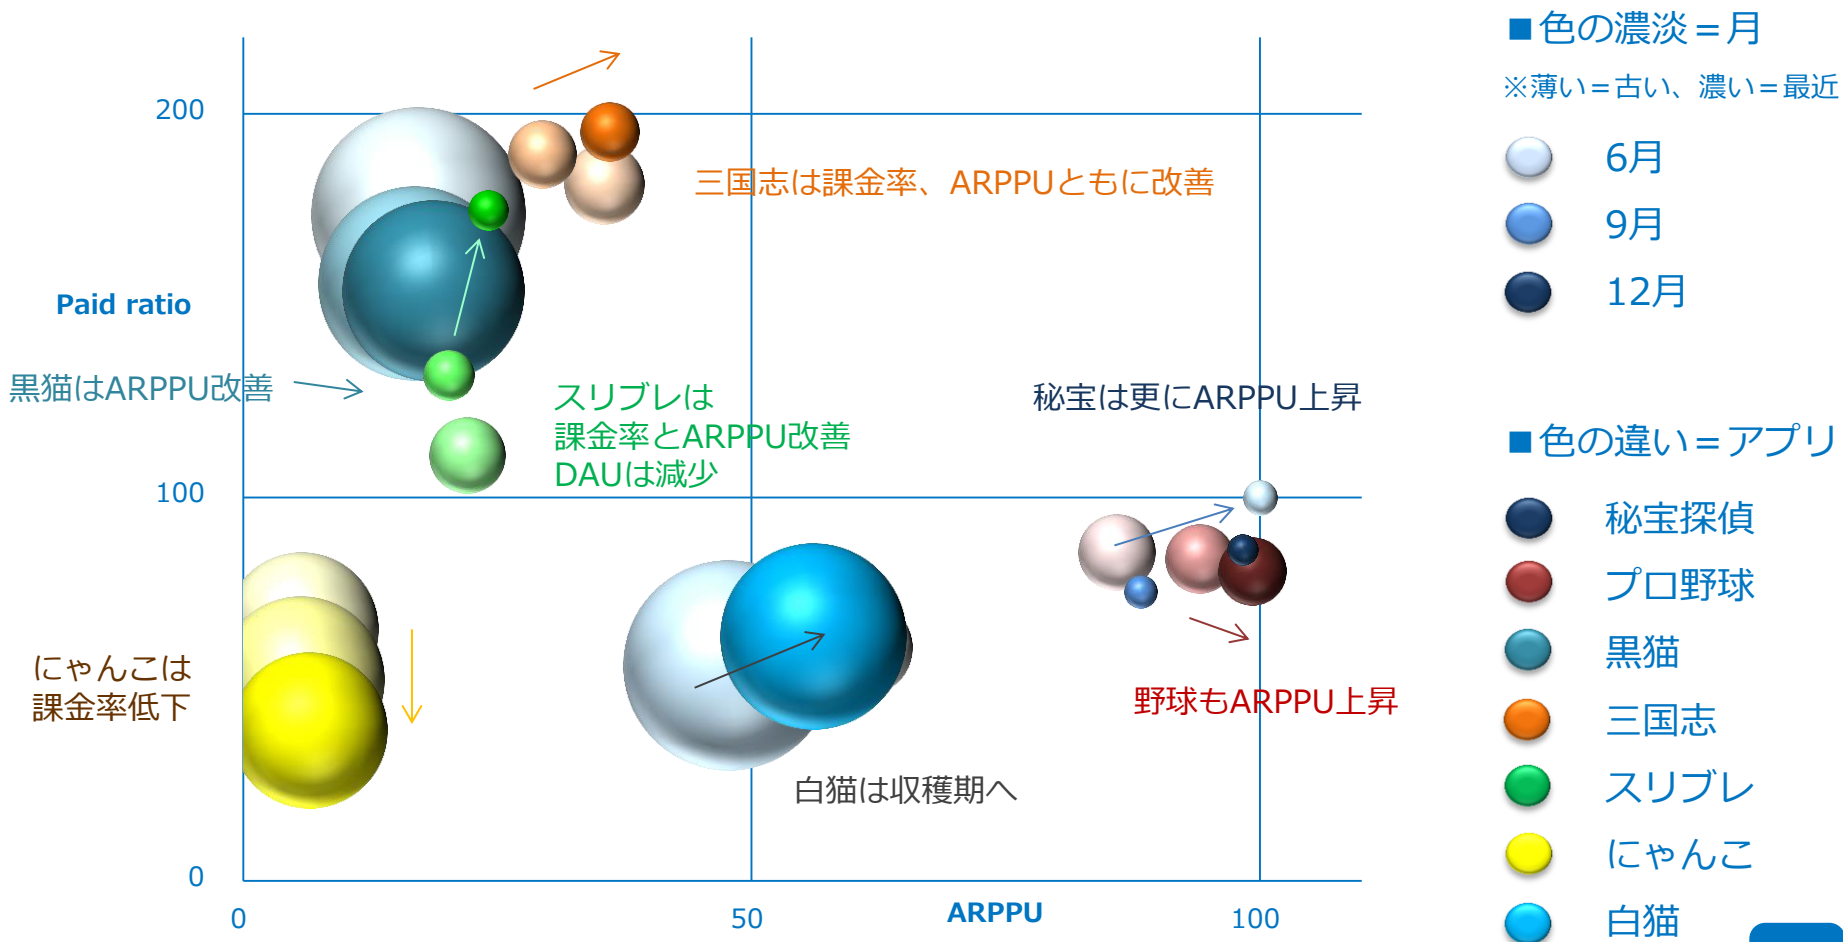 200
100
0
0
50
100
Paid ratio
ARPPU
三国志は課金率、ARPPUともに改善
黒猫はARPPU改善
スリブレは
課金率とARPPU改善
DAUは減少
秘宝は更にARPPU上昇
にゃんこは
課金率低下
野球もARPPU上昇
白猫は収穫期へ
■色の濃淡=月
※薄い=古い、濃い=最近
6月
9月
12月
■色の違い=アプリ
秘宝探偵
プロ野球
黒猫
三国志
スリブレ
にゃんこ
白猫